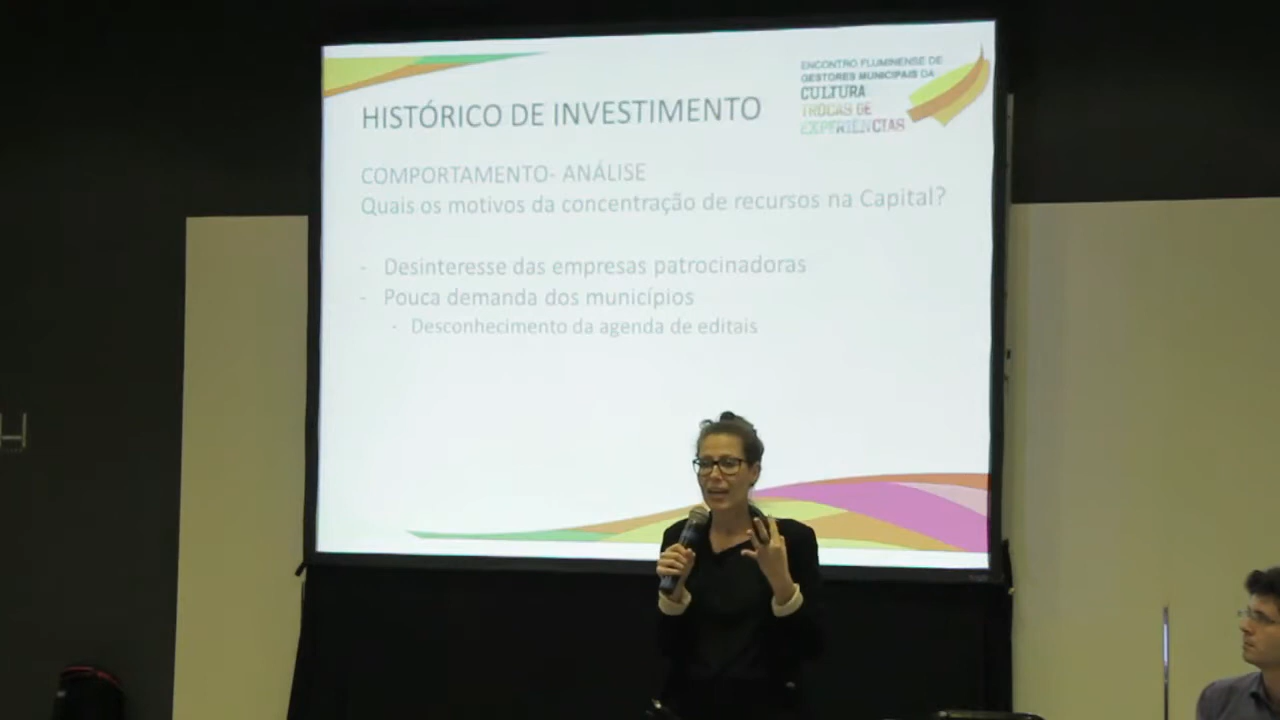 ENCONTRO FLUMINENSE DE
GESTORES MUNICIPAIS DA
CULTURA
TROCAS DE
EXPERIÊNCIAS
HISTÓRICO DE INVESTIMENTO
COMPORTAMENTO- ANÁLISE
Quais os motivos da concentração de recursos na Capital?
- Desinteresse das empresas patrocinadoras
- Pouca demanda dos municípios
- Desconhecimento da agenda de editais